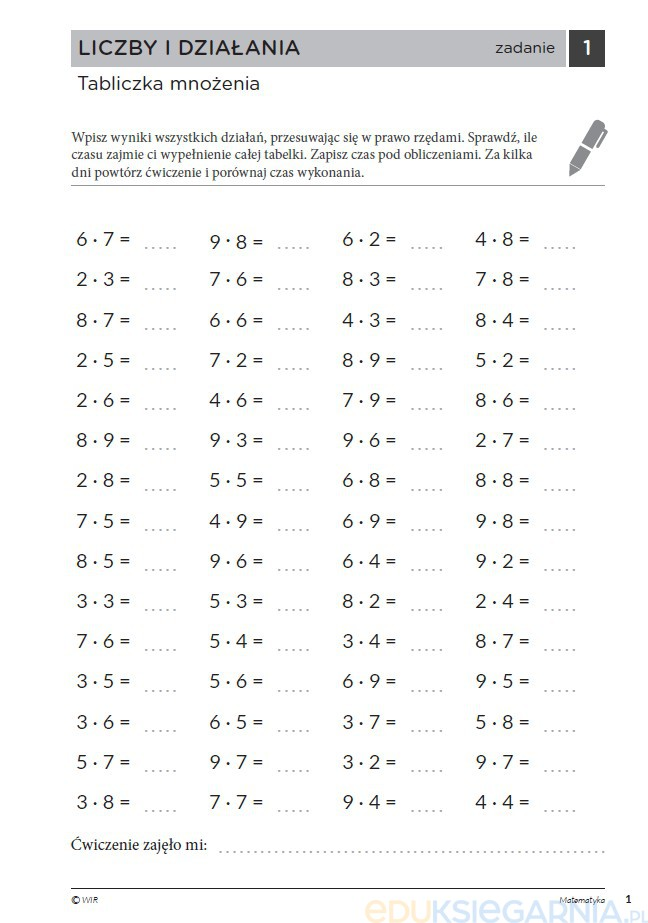 LICZBY I DZIAŁANIA zadanie 1
Tabliczka mnożenia
Wpisz wyniki wszystkich działań, przesuwając się w prawo rzędami. Sprawdź, ile
czasu zajmie ci wypełnienie całej tabelki. Zapisz czas pod obliczeniami. Za kilka
dni powtórz ćwiczenie i porównaj czas wykonania.
6 · 7 = ..... 9 · 8 = ..... 6 · 2 = ..... 4 · 8 = .....
2 · 3 = ..... 7 · 6 = ..... 8 · 3 = ..... 7 · 8 = .....
8 · 7 = ..... 6 · 6 = ..... 4 · 3 = ..... 8 · 4 = .....
2 · 5 = ..... 7 · 2 = ..... 8 · 9 = ..... 5 · 2 = .....
2 · 6 = ..... 4 · 6 = ..... 7 · 9 = ..... 8 · 6 = .....
8 · 9 = ..... 9 · 3 = ..... 9 · 6 = ..... 2 · 7 = .....
2 · 8 = ..... 5 · 5 = ..... 6 · 8 = ..... 8 · 8 = .....
7 · 5 = ..... 4 · 9 = ..... 6 · 9 = ..... 9 · 8 = .....
8 · 5 = ..... 9 · 6 = ..... 6 · 4 = ..... 9 · 2 = .....
3 · 3 = ..... 5 · 3 = ..... 8 · 2 = ..... 2 · 4 = .....
7 · 6 = ..... 5 · 4 = ..... 3 · 4 = ..... 8 · 7 = .....
3 · 5 = ..... 5 · 6 = ..... 6 · 9 = ..... 9 · 5 = .....
3 · 6 = ..... 6 · 5 = ..... 3 · 7 = ..... 5 · 8 = .....
5 · 7 = ..... 9 · 7 = ..... 3 · 2 = ..... 9 · 7 = .....
3 · 8 = ..... 7 · 7 = ..... 9 · 4 = ..... 4 · 4 = .....
Ćwiczenie zajęło mi: ..........................................................
© WIR Matematyka 1
eDUKSIEGARNIA.PL